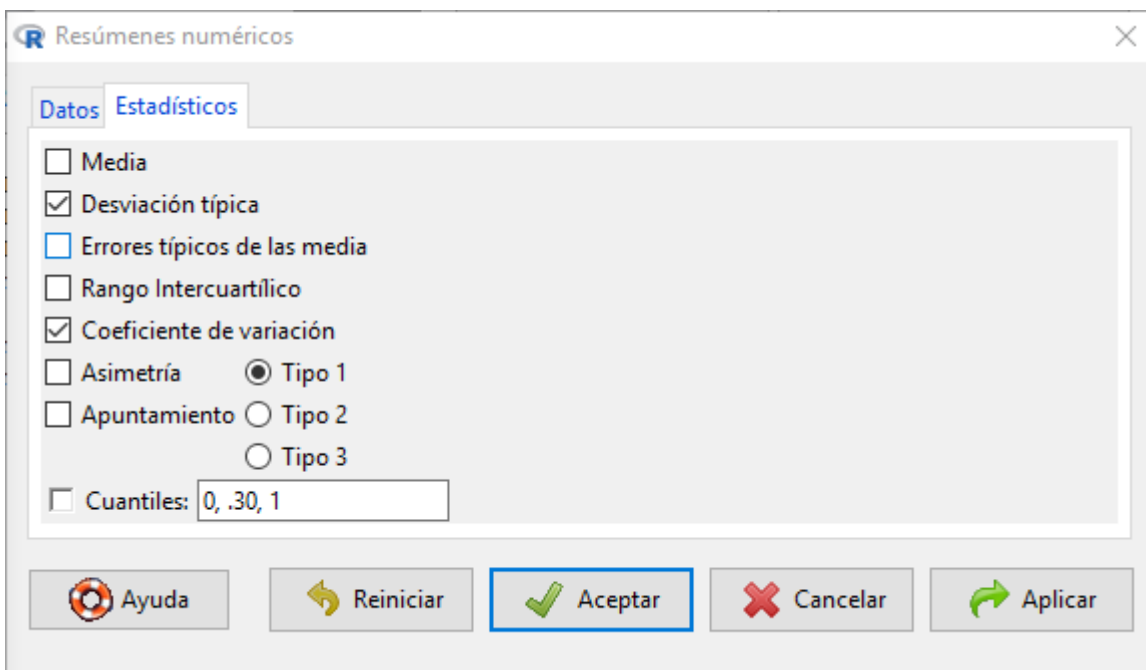 Resúmenes numéricos
Datos Estadísticos
Media
Desviación típica
Errores típicos de las media
Rango Intercuartílico
Coeficiente de variación
Asimetría Tipo 1
Apuntamiento Tipo 2
Tipo 3
Cuantiles: 0, .30, 1
Ayuda Reiniciar Aceptar Cancelar Aplicar